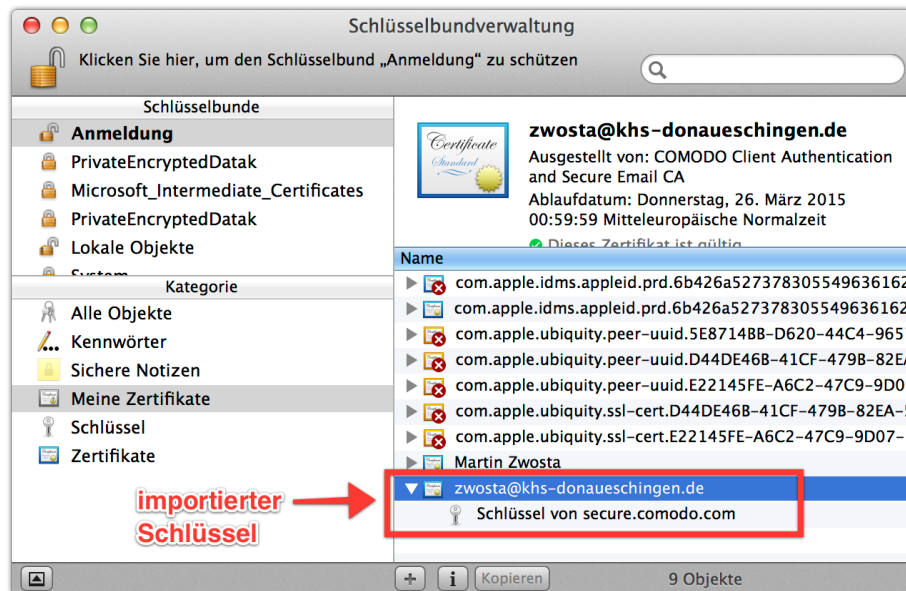 Schlüsselbundverwaltung
Klicken Sie hier, um den Schlüsselbund „Anmeldung“ zu schützen
Schlüsselbunde
Anmeldung
PrivateEncryptedDatak
Microsoft_Intermediate_Certificates
PrivateEncryptedDatak
Lokale Objekte
System
Kategorie
Alle Objekte
Kennwörter
Sichere Notizen
Meine Zertifikate
Schlüssel
Zertifikate
importierter
Schlüssel
Certificate
Standard
zwosta@khs-donaueschingen.de
Ausgestellt von: COMODO Client Authentication
and Secure Email CA
Ablaufdatum: Donnerstag, 26. März 2015
00:59:59 Mitteleuropäische Normalzeit
Dieses Zertifikat ist gültig
Name
com.apple.idms.appleid.prd.6b426a527378305549636162
com.apple.idms.appleid.prd.6b426a527378305549636162
com.apple.ubiquity.peer-uuid.5E8714BB-D620-44C4-965
com.apple.ubiquity.peer-uuid.D44DE46B-41CF-479B-82EA
com.apple.ubiquity.peer-uuid.E22145FE-A6C2-47C9-9D0
com.apple.ubiquity.ssl-cert.D44DE46B-41CF-479B-82EA-
com.apple.ubiquity.ssl-cert.E22145FE-A6C2-47C9-9D07-
Martin Zwosta
zwosta@khs-donaueschingen.de
Schlüssel von secure.comodo.com
Kopieren
9 Objekte